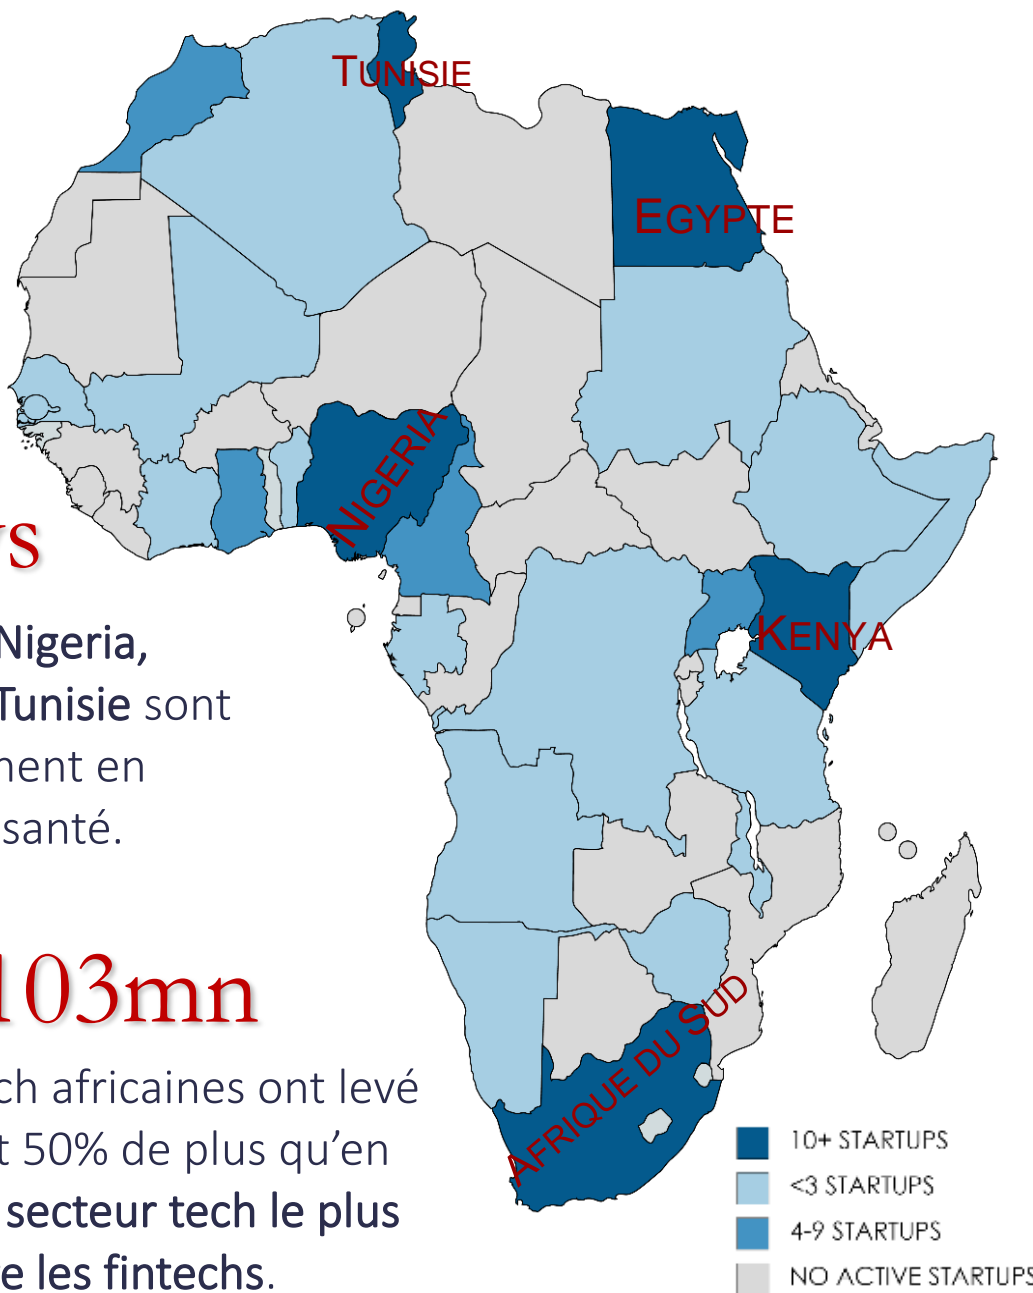 TUNISIE
EGYPTE
NIGERIA
KENYA
AFRIQUE DU SUD
Nigeria,
Tunisie sont
ment en
santé.
103mn
ch africaines ont levé
t 50% de plus qu’en
secteur tech le plus
e les fintechs.
10+ STARTUPS
<3 STARTUPS
4-9 STARTUPS
NO ACTIVE STARTUPS